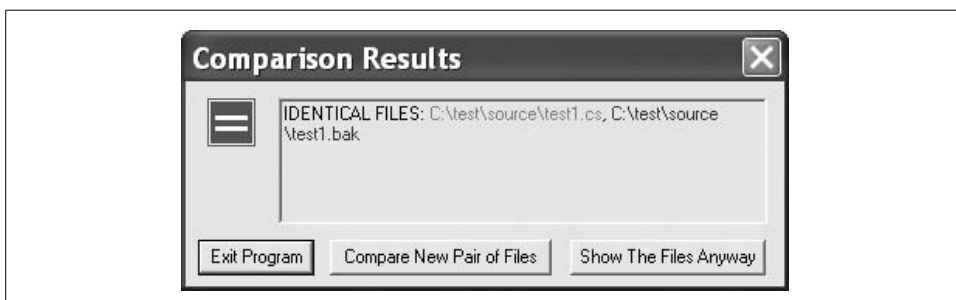 Comparison Results
IDENTICAL FILES: C:\test\source\test1.cs, C:\test\source
\test1.bak
Exit Program
Compare New Pair of Files
Show The Files Anyway